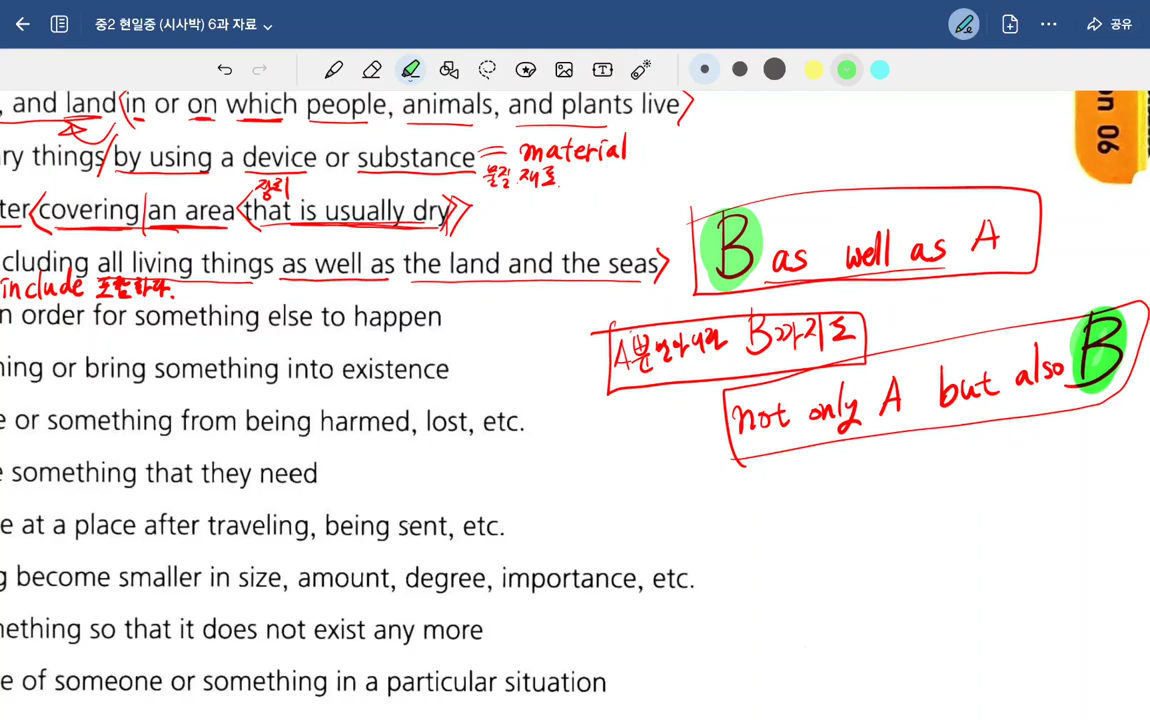 중2 현일중 (시사박) 6과 자료
공유
, and land in or on which people, animals, and plants live
on 06
ry things by using a device or substance = material
장치
물질. 재료.
ter covering an area that is usually dry
B as well as A
cluding all living things as well as the land and the seas
include 포함하다.
n order for something else to happen
A뿐만아니라 B까지도
ning or bring something into existence
not only A but also B
e or something from being harmed, lost, etc.
e something that they need
e at a place after traveling, being sent, etc.
g become smaller in size, amount, degree, importance, etc.
mething so that it does not exist any more
e of someone or something in a particular situation